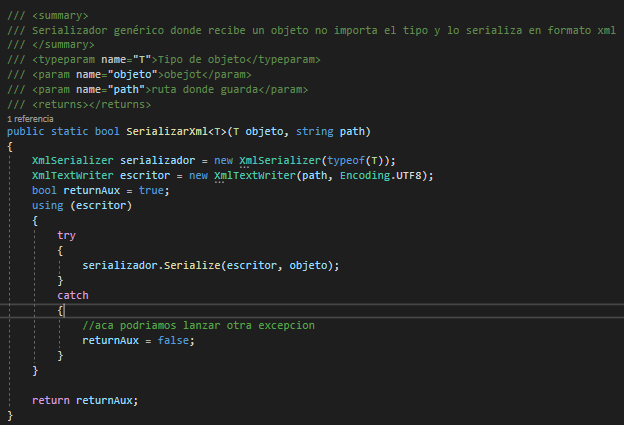 /// <summary>
/// Serializador genérico donde recibe un objeto no importa el tipo y lo serializa en formato xml
/// </summary>
/// <typeparam name="T">Tipo de objeto</typeparam>
/// <param name="objeto">obejot</param>
/// <param name="path">ruta donde guarda</param>
/// <returns></returns>
1 referencia
public static bool SerializarXml<T>(T objeto, string path)
{
XmlSerializer serializador = new XmlSerializer(typeof(T));
XmlTextWriter escritor = new XmlTextWriter(path, Encoding.UTF8);
bool returnAux = true;
using (escritor)
{
try
{
serializador.Serialize(escritor, objeto);
}
catch
{
//aca podriamos lanzar otra excepcion
returnAux = false;
}
}
return returnAux;
}